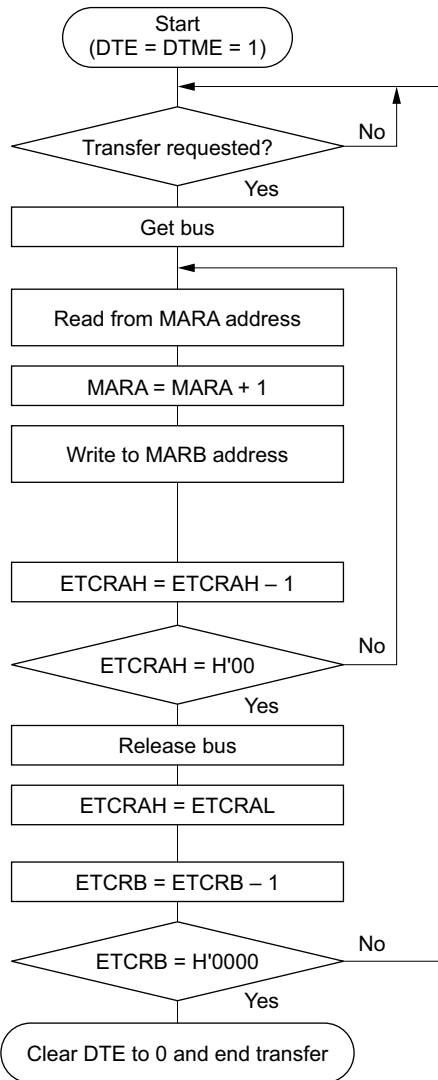 Start
(DTE = DTME = 1)
Transfer requested?
No
Yes
Get bus
Read from MARA address
MARA = MARA + 1
Write to MARB address
ETCRAH = ETCRAH – 1
ETCRAH = H'00
No
Yes
Release bus
ETCRAH = ETCRAL
ETCRB = ETCRB – 1
ETCRB = H'0000
No
Yes
Clear DTE to 0 and end transfer